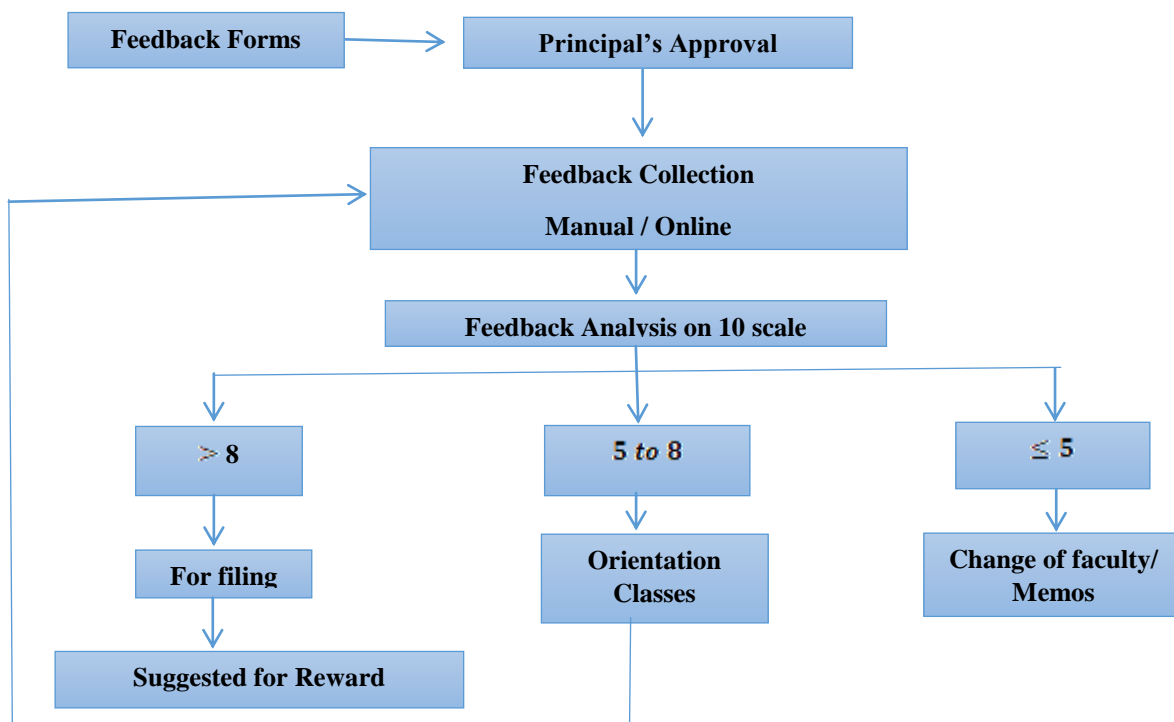 Feedback Forms
Principal’s Approval
Feedback Collection
Manual / Online
Feedback Analysis on 10 scale
> 8
5 to 8
≤ 5
For filing
Orientation
Classes
Change of faculty/
Memos
Suggested for Reward